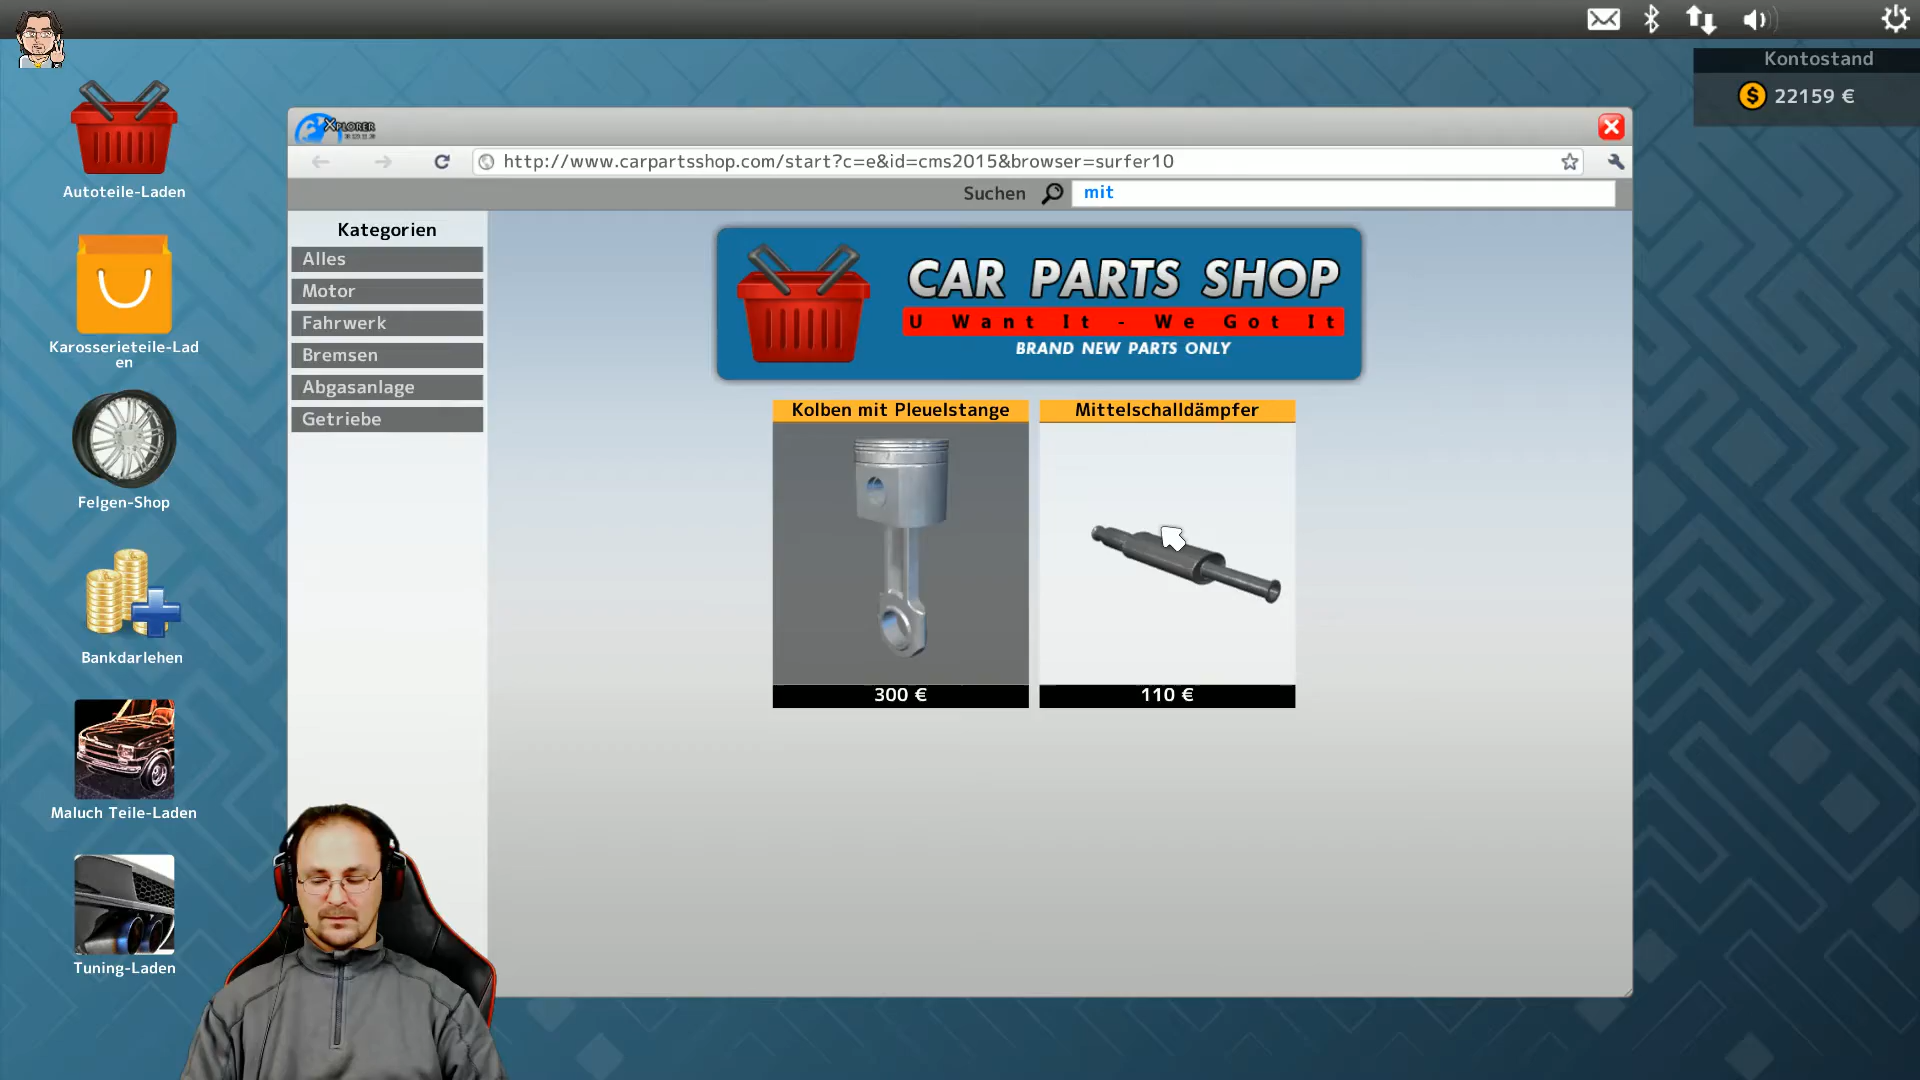 Kontostand
22159 €
Autoteile-Laden
Karosserieteile-Lad
en
Felgen-Shop
Bankdarlehen
Maluch Teile-Laden
Tuning-Laden
XPLORER
http://www.carpartsshop.com/start?c=e&id=cms2015&browser=surfer10
Suchen
mit
Kategorien
Alles
Motor
Fahrwerk
Bremsen
Abgasanlage
Getriebe
CAR PARTS SHOP
U Want It - We Got It
BRAND NEW PARTS ONLY
Kolben mit Pleuelstange
300 €
Mittelschalldämpfer
110 €